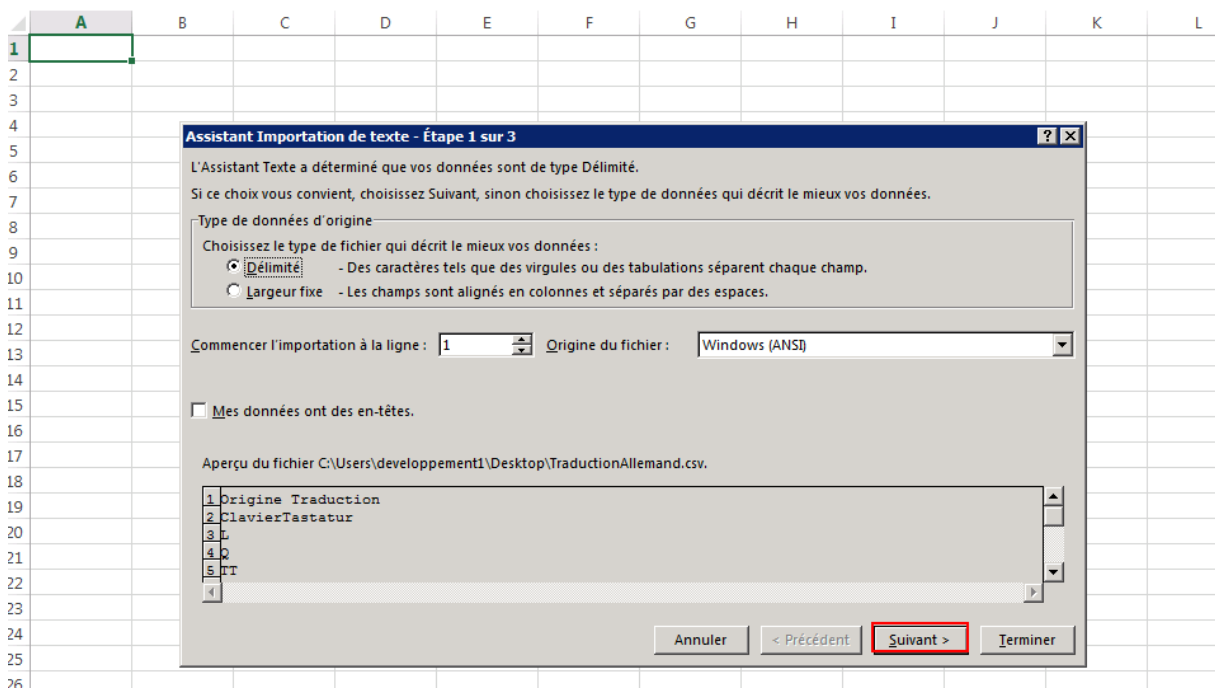 A B C D E F G H I J K L
1
2
3
4
Assistant Importation de texte - Étape 1 sur 3 ? X
5
L'Assistant Texte a déterminé que vos données sont de type Délimité.
6
Si ce choix vous convient, choisissez Suivant, sinon choisissez le type de données qui décrit le mieux vos données.
7
Type de données d'origine
8
Choisissez le type de fichier qui décrit le mieux vos données :
9
Délimité - Des caractères tels que des virgules ou des tabulations séparent chaque champ.
10
Largeur fixe - Les champs sont alignés en colonnes et séparés par des espaces.
11
12
Commencer l'importation à la ligne : 1 Origine du fichier : Windows (ANSI)
13
14
15
Mes données ont des en-têtes.
16
17
Aperçu du fichier C:\Users\developpement1\Desktop\TraductionAllemand.csv.
18
1 Origine Traduction
19
2 ClavierTastatur
3 L
20
4 Q
21
5 TT
22
23
24
Annuler < Précédent Suivant > Terminer
25
26